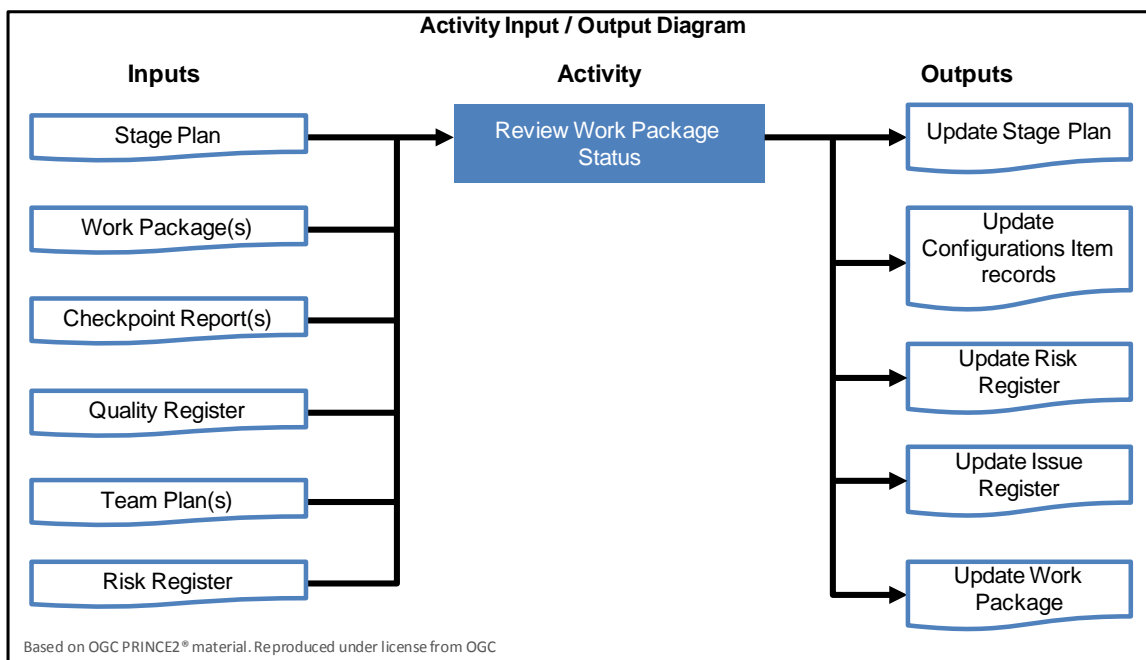 Activity Input / Output Diagram
Inputs
Activity
Outputs
Stage Plan
Work Package(s)
Checkpoint Report(s)
Quality Register
Team Plan(s)
Risk Register
Review Work Package
Status
Update Stage Plan
Update
Configurations Item
records
Update Risk
Register
Update Issue
Register
Update Work
Package
Based on OGC PRINCE2® material. Reproduced under license from OGC